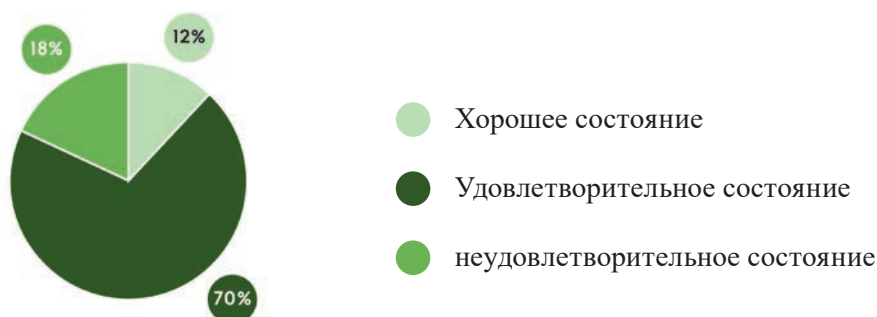 18%
12%
70%
Хорошее состояние
Удовлетворительное состояние
неудовлетворительное состояние